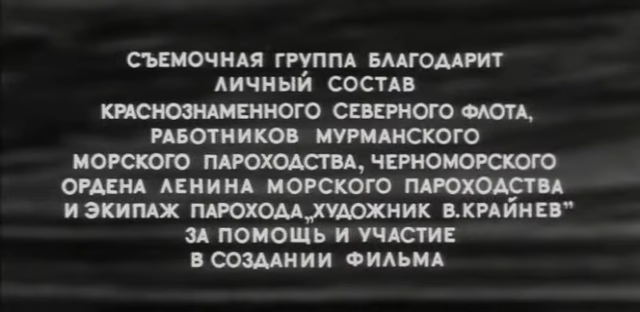 СЪЕМОЧНАЯ ГРУППА БЛАГОДАРИТ
ЛИЧНЫЙ СОСТАВ
КРАСНОЗНАМЕННОГО СЕВЕРНОГО ФЛОТА,
РАБОТНИКОВ МУРМАНСКОГО
МОРСКОГО ПАРОХОДСТВА, ЧЕРНОМОРСКОГО
ОРДЕНА ЛЕНИНА МОРСКОГО ПАРОХОДСТВА
И ЭКИПАЖ ПАРОХОДА „ХУДОЖНИК В. КРАЙНЕВ"
ЗА ПОМОЩЬ И УЧАСТИЕ
В СОЗДАНИИ ФИЛЬМА